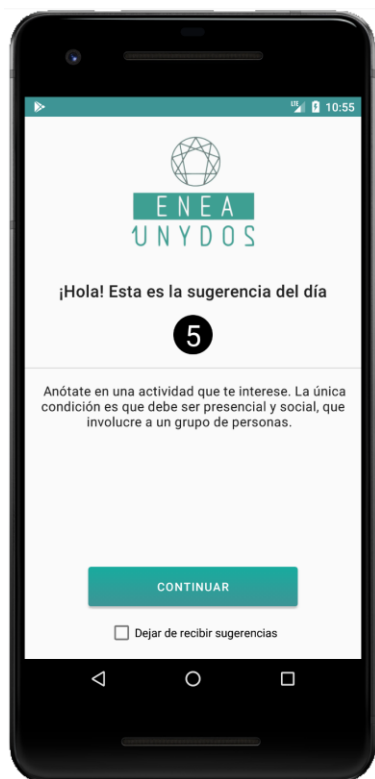 LTE 10:55
ENEA
UNYDOS
¡Hola! Esta es la sugerencia del día
5
Anótate en una actividad que te interese. La única
condición es que debe ser presencial y social, que
involucre a un grupo de personas.
CONTINUAR
Dejar de recibir sugerencias